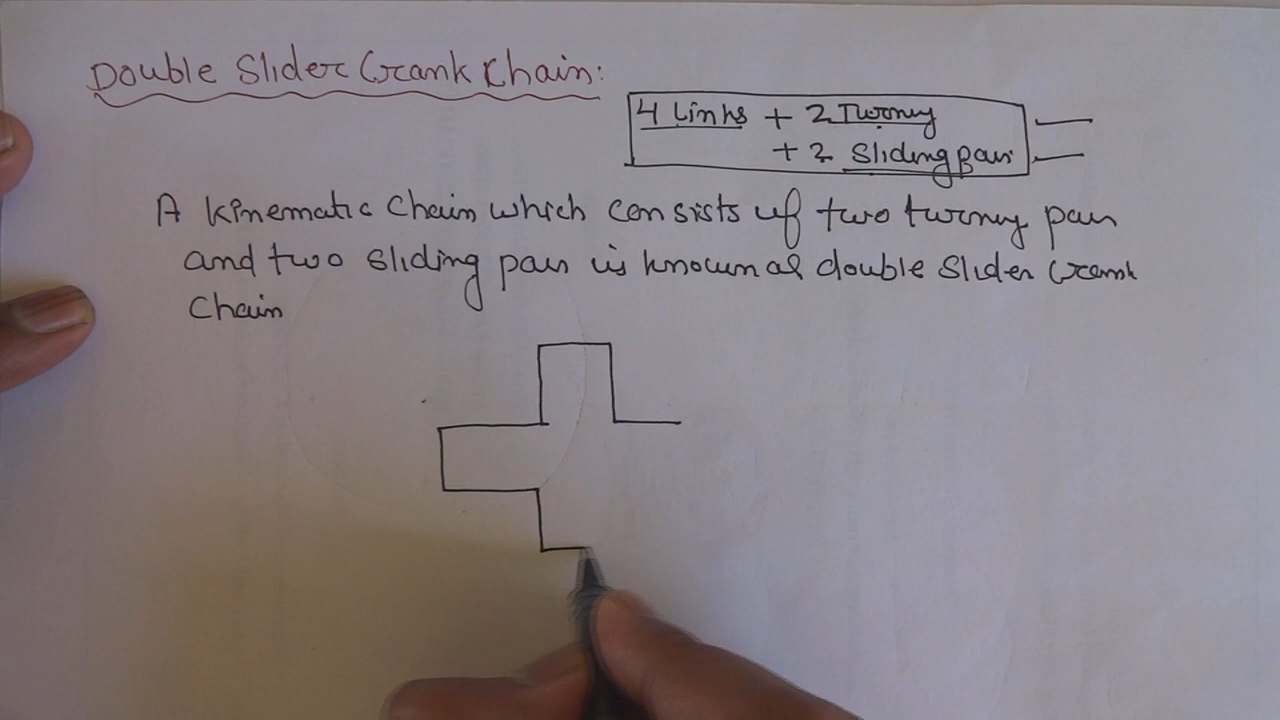 Double Slider Crank Chain:
4 Links + 2 Turning
+ 2 Sliding pair
A kinematic chain which consists of two turning pair
and two sliding pair is known as double slider crank
chain